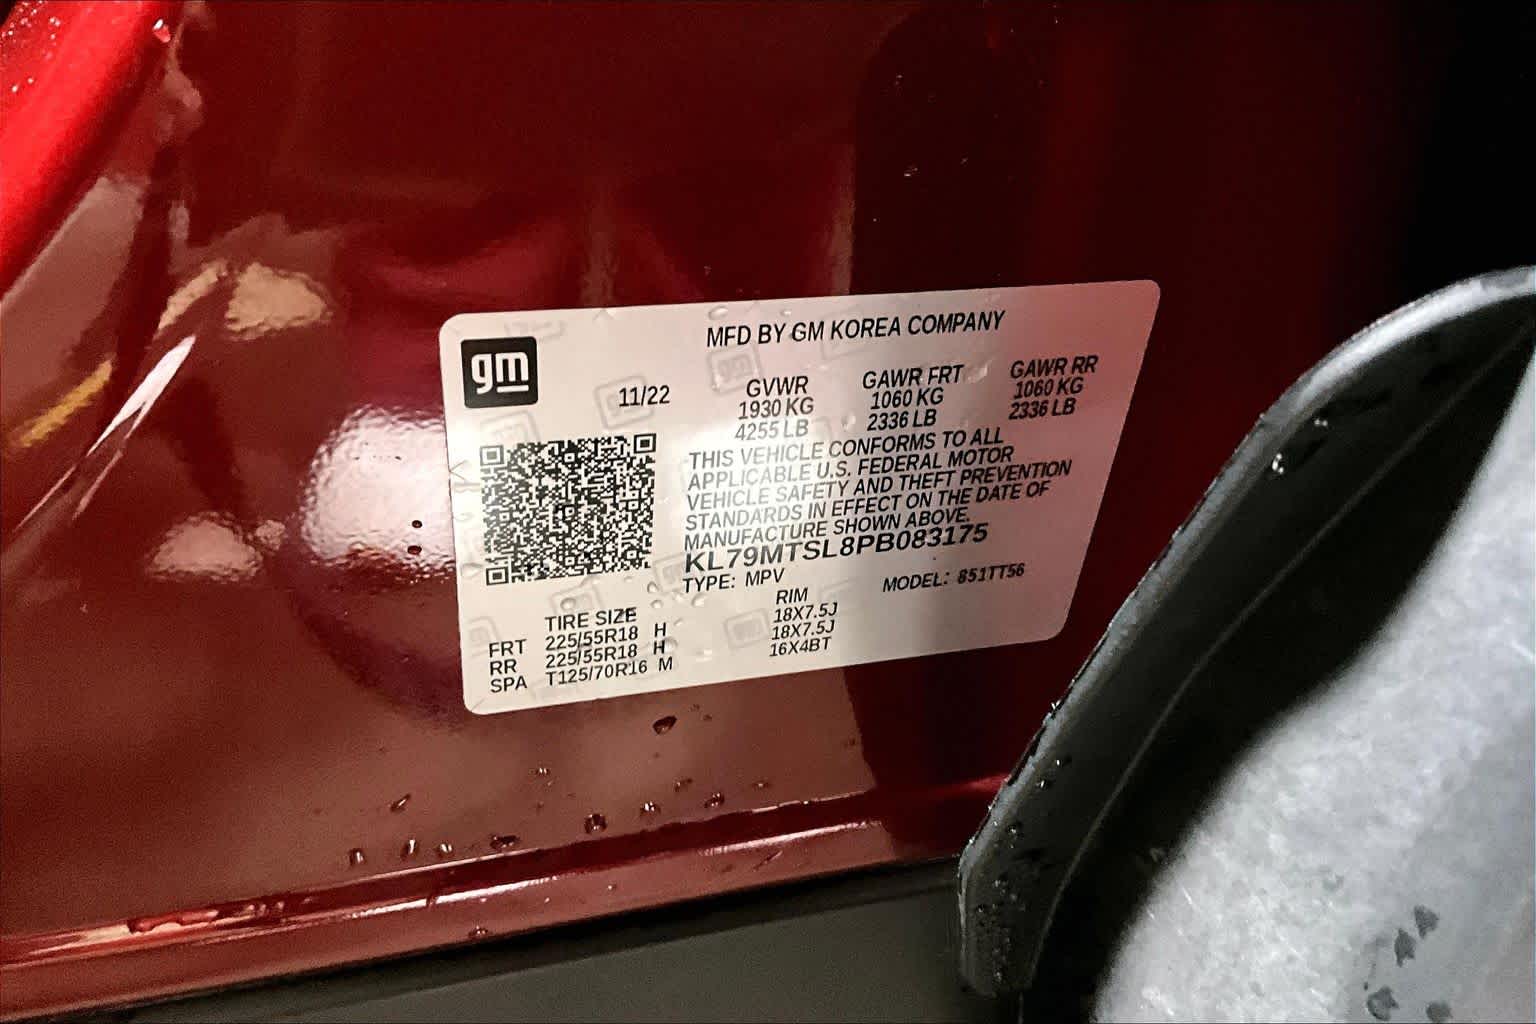 MFD BY GM KOREA COMPANY
gm
11/22
GVWR GAWR FRT GAWR RR
1930 KG 1060 KG 1060 KG
4255 LB 2336 LB 2336 LB
THIS VEHICLE CONFORMS TO ALL
APPLICABLE U.S. FEDERAL MOTOR
VEHICLE SAFETY AND THEFT PREVENTION
STANDARDS IN EFFECT ON THE DATE OF
MANUFACTURE SHOWN ABOVE.
KL79MTSL8PB083175
TYPE: MPV MODEL: 851TT56
TIRE SIZE RIM
FRT 225/55R18 H 18X7.5J
RR 225/55R18 H 18X7.5J
SPA T125/70R16 M 16X4BT